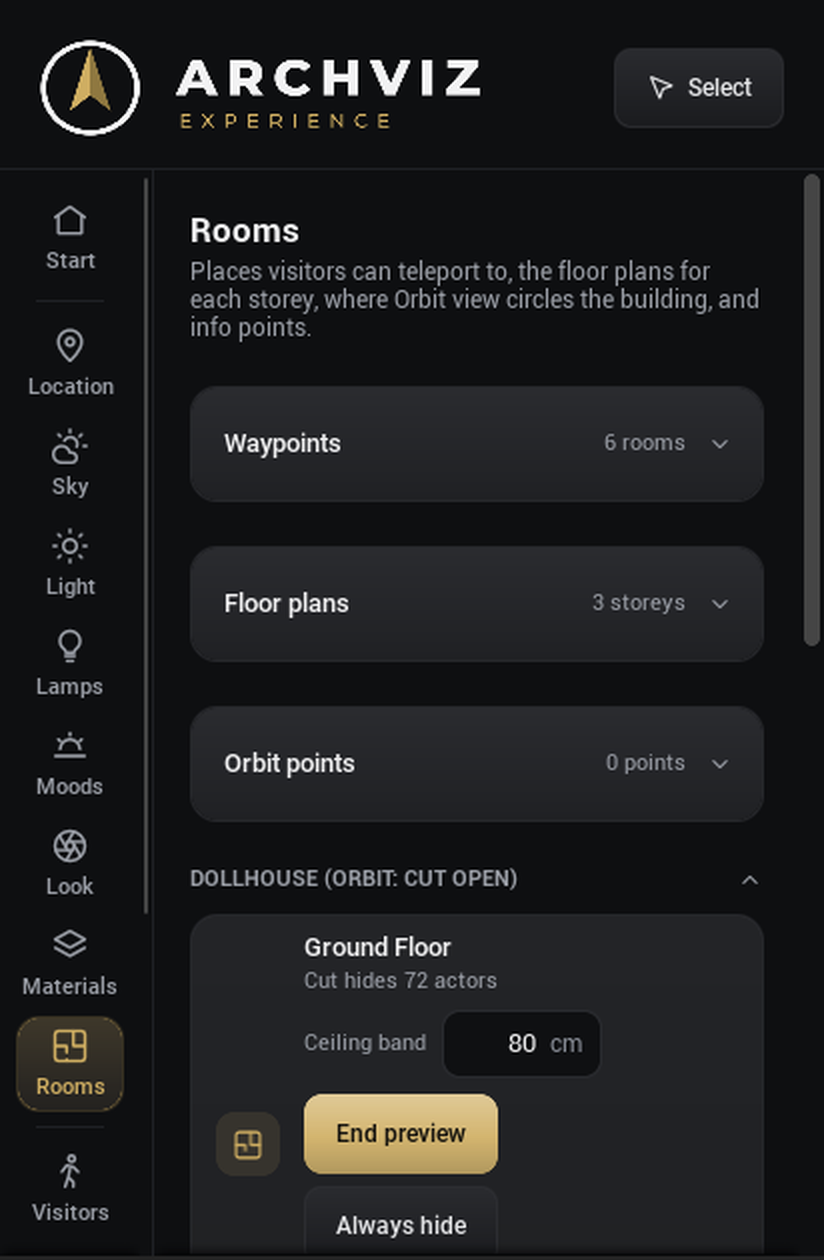 ARCHVIZ
EXPERIENCE
Select
Start
Location
Sky
Light
Lamps
Moods
Look
Materials
Rooms
Visitors
Rooms
Places visitors can teleport to, the floor plans for
each storey, where Orbit view circles the building, and
info points.
Waypoints 6 rooms
Floor plans 3 storeys
Orbit points 0 points
DOLLHOUSE (ORBIT: CUT OPEN)
Ground Floor
Cut hides 72 actors
Ceiling band 80 cm
End preview
Always hide